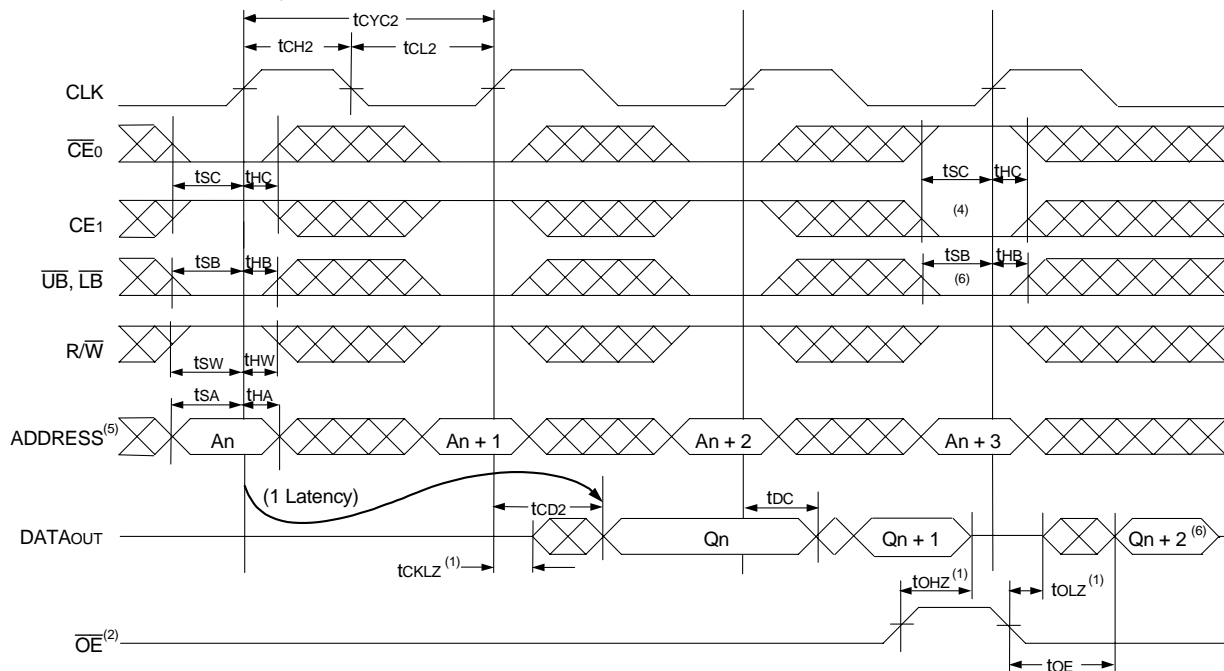 tCYC2
tCH2 tCL2
CLK
CE0
tSC tHC tSC tHC
CE1 (4)
tSB tHB tSB tHB
UB, LB (6)
R/W
tSW tHW
tSA tHA
ADDRESS(5) An An + 1 An + 2 An + 3
(1 Latency) tCD2 tDC
DATAOUT Qn Qn + 1 Qn + 2 (6)
tCKLZ (1) tOHZ (1) tOLZ (1)
OE(2)
tOE